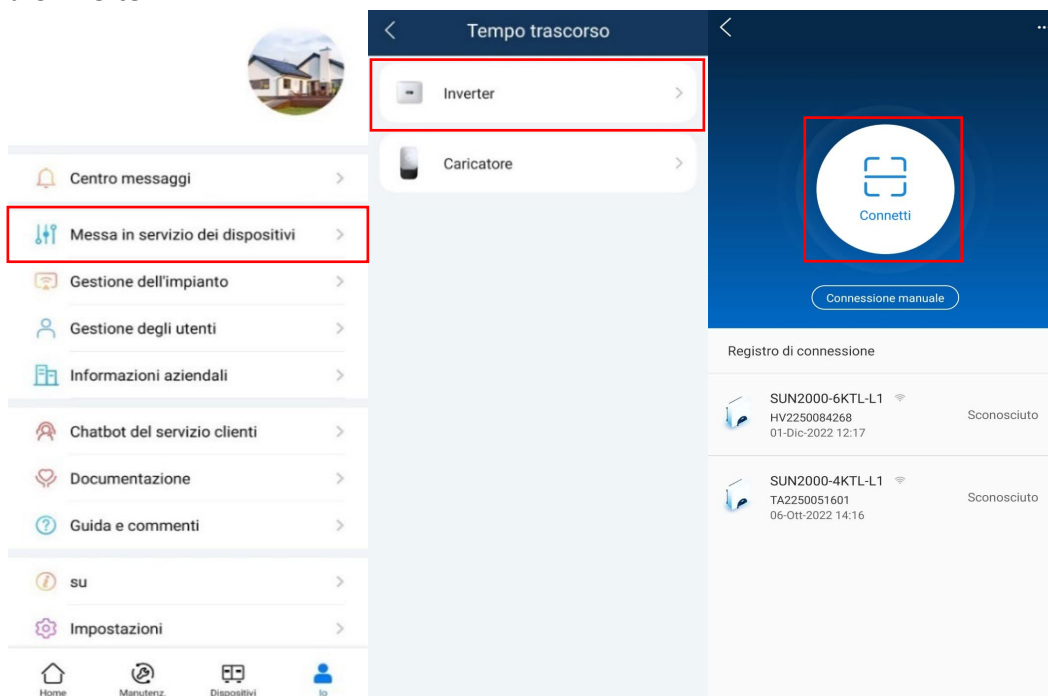 Centro messaggi
Messa in servizio dei dispositivi
Gestione dell'impianto
Gestione degli utenti
Informazioni aziendali
Chatbot del servizio clienti
Documentazione
Guida e commenti
su
Impostazioni
Home
Manutenz.
Dispositivi
Io
Tempo trascorso
Inverter
Caricatore
Connetti
Connessione manuale
Registro di connessione
SUN2000-6KTL-L1
HV2250084268
Sconosciuto
01-Dic-2022 12:17
SUN2000-4KTL-L1
TA2250051601
Sconosciuto
06-Ott-2022 14:16